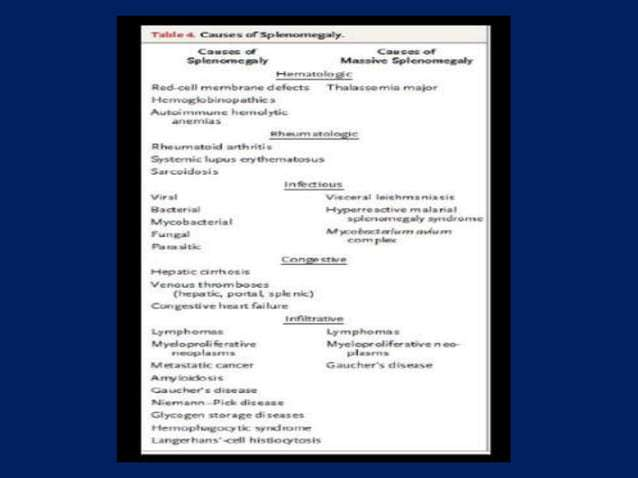 Table 4. Causes of Splenomegaly.
Causes of Splenomegaly
Causes of Massive Splenomegaly
Hematologic
Red-cell membrane defects Thalassemia major
Hemoglobinopathies
Autoimmune hemolytic
anemias
Rheumatologic
Rheumatoid arthritis
Systemic lupus erythematosus
Sarcoidosis
Infectious
Viral Visceral leishmaniasis
Bacterial Hyperreactive malarial
Mycobacterial splenomegaly syndrome
Fungal Mycobacterium avium
Parasitic complex
Congestive
Hepatic cirrhosis
Venous thromboses
(hepatic, portal, splenic)
Congestive heart failure
Infiltrative
Lymphomas Lymphomas
Myeloproliferative Myeloproliferative neo-
neoplasms plasms
Metastatic cancer Gaucher's disease
Amyloidosis
Gaucher's disease
Niemann–Pick disease
Glycogen storage diseases
Hemophagocytic syndrome
Langerhans'-cell histiocytosis